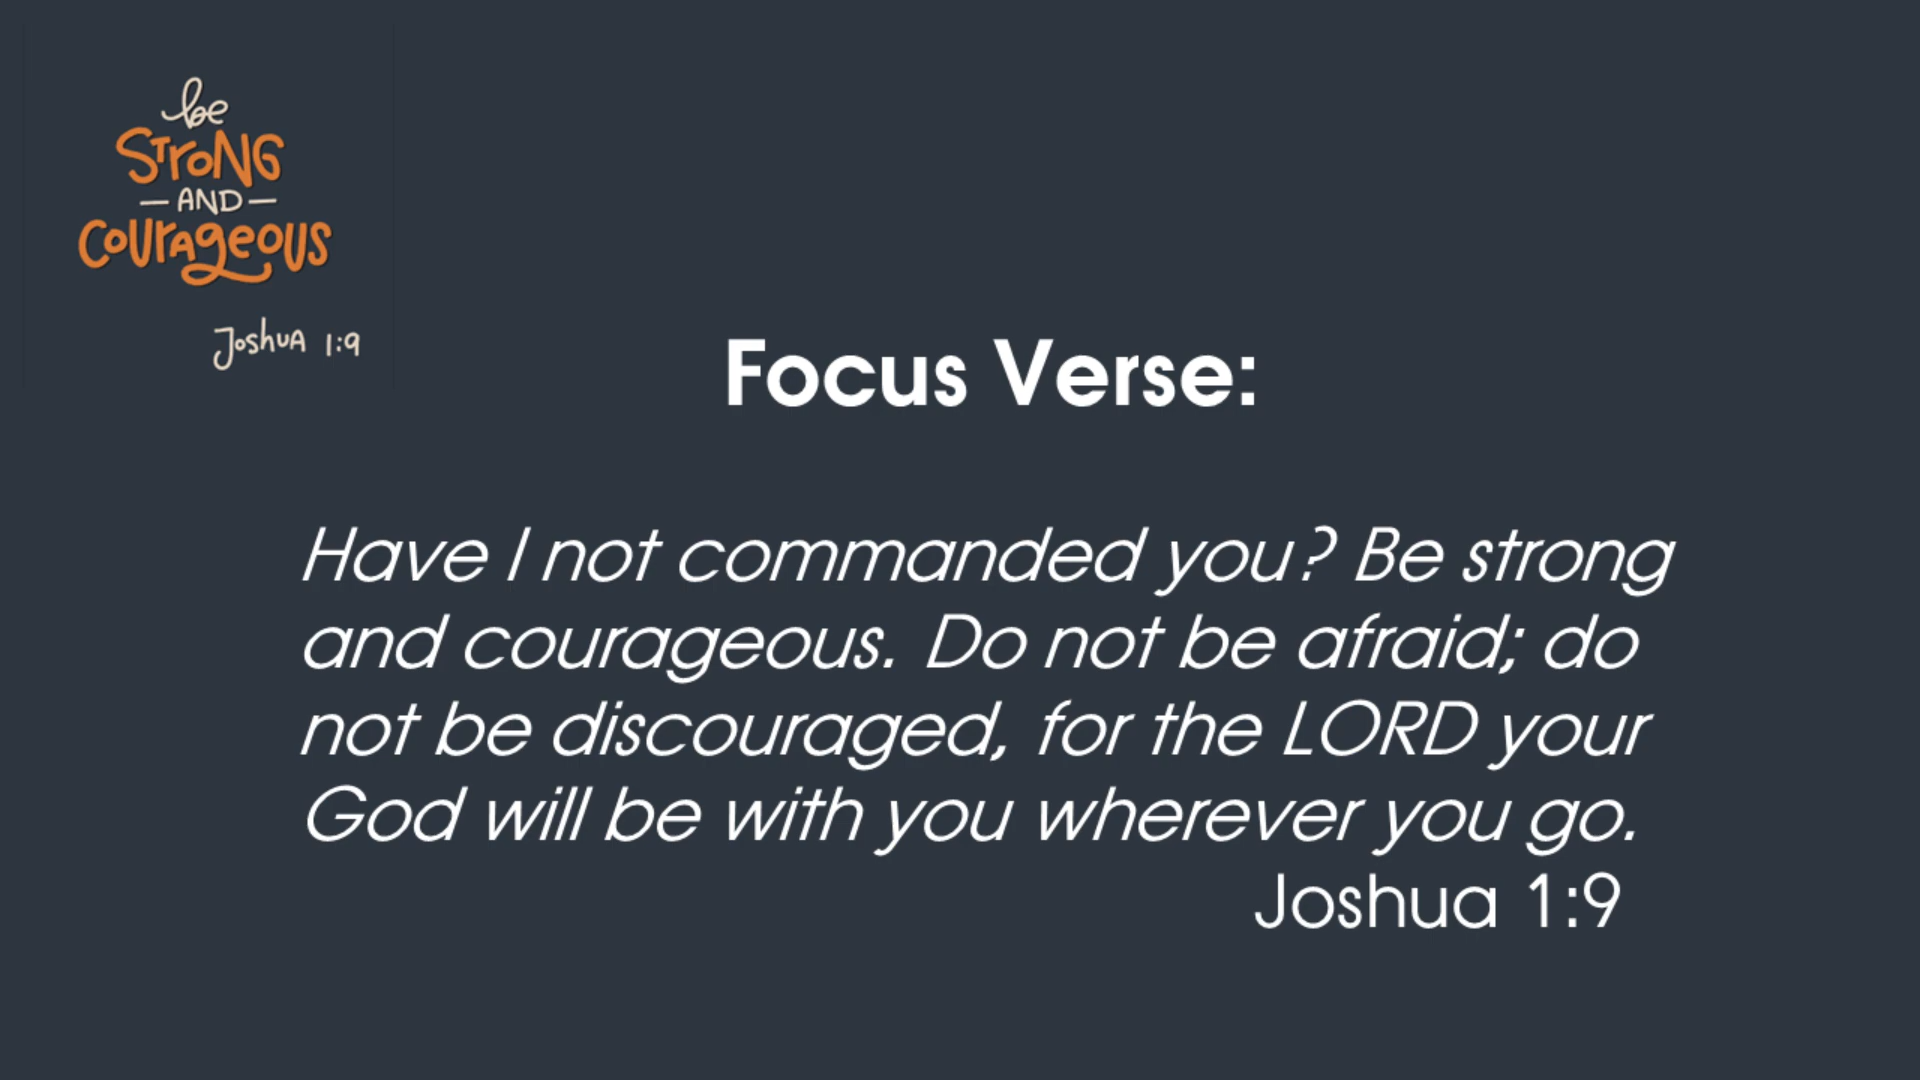 be
STroNG
— AND —
CoUrAgeoUS
JoshuA 1:9
Focus Verse:
Have I not commanded you? Be strong
and courageous. Do not be afraid; do
not be discouraged, for the LORD your
God will be with you wherever you go.
Joshua 1:9